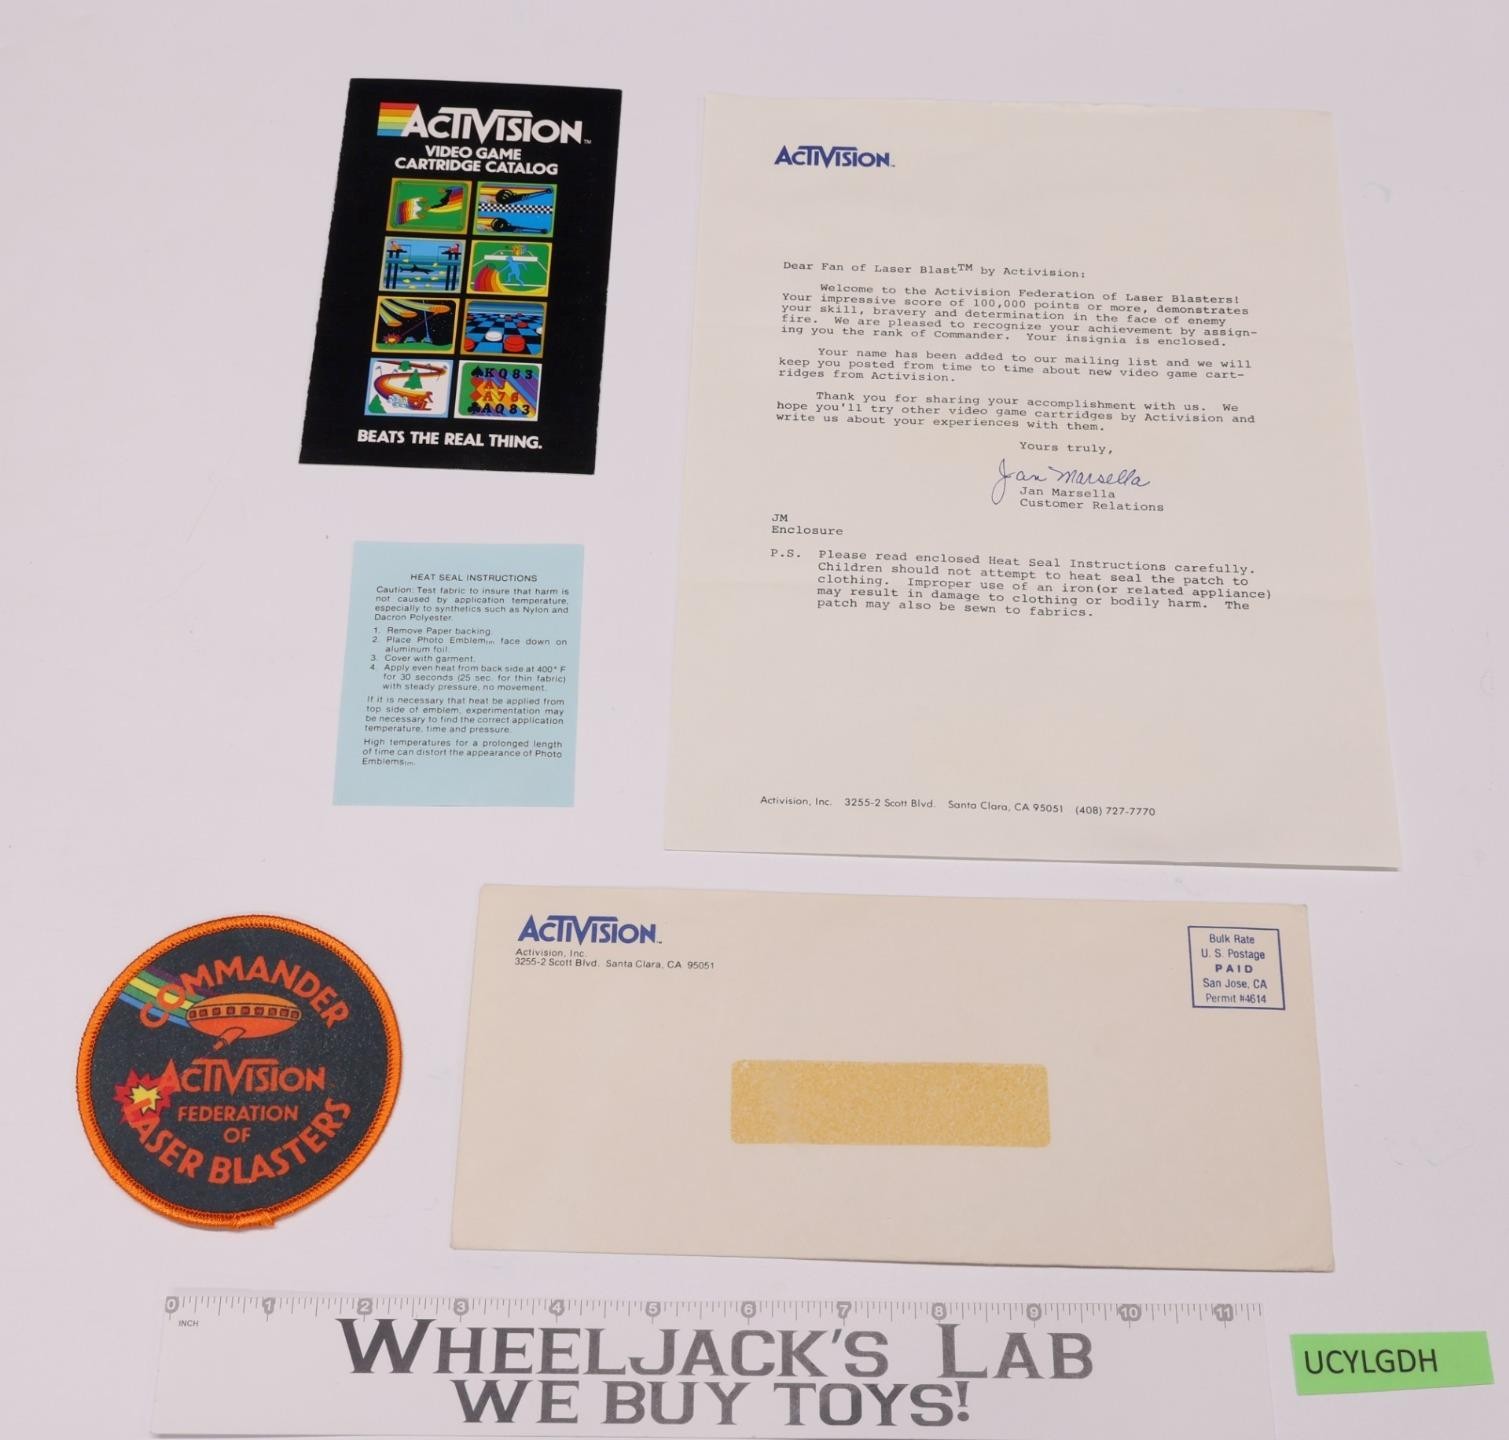 ACTIVISION™
VIDEO GAME
CARTRIDGE CATALOG
♠KQ83
♥AJ
♦A76
♣AQ83
BEATS THE REAL THING.
ACTIVISION™
Dear Fan of Laser Blast™ by Activision:
Welcome to the Activision Federation of Laser Blasters!
Your impressive score of 100,000 points or more, demonstrates
your skill, bravery and determination in the face of enemy
fire. We are pleased to recognize your achievement by assign-
ing you the rank of Commander. Your insignia is enclosed.
Your name has been added to our mailing list and we will
keep you posted from time to time about new video game cart-
ridges from Activision.
Thank you for sharing your accomplishment with us. We
hope you'll try other video game cartridges by Activision and
write us about your experiences with them.
Yours truly,
Jan Marsella
Jan Marsella
Customer Relations
JM
Enclosure
P.S. Please read enclosed Heat Seal Instructions carefully.
Children should not attempt to heat seal the patch to
clothing. Improper use of an iron(or related appliance)
may result in damage to clothing or bodily harm. The
patch may also be sewn to fabrics.
Activision, Inc. 3255-2 Scott Blvd. Santa Clara, CA 95051 (408) 727-7770
HEAT SEAL INSTRUCTIONS
Caution: Test fabric to insure that harm is
not caused by application temperature,
especially to synthetics such as Nylon and
Dacron Polyester.
1. Remove Paper backing.
2. Place Photo Emblem™ face down on
aluminum foil.
3. Cover with garment.
4. Apply even heat from back side at 400° F
for 30 seconds (25 sec. for thin fabric)
with steady pressure, no movement.
If it is necessary that heat be applied from
top side of emblem, experimentation may
be necessary to find the correct application
temperature, time and pressure.
High temperatures for a prolonged length
of time can distort the appearance of Photo
Emblems™.
COMMANDER
ACTIVISION
FEDERATION
OF
LASER BLASTERS
ACTIVISION™
Activision, Inc.
3255-2 Scott Blvd. Santa Clara, CA 95051
Bulk Rate
U. S. Postage
PAID
San Jose, CA
Permit #4614
0 1 2 3 4 5 6 7 8 9 10 11
INCH
WHEELJACK'S LAB
WE BUY TOYS!
UCYLGDH